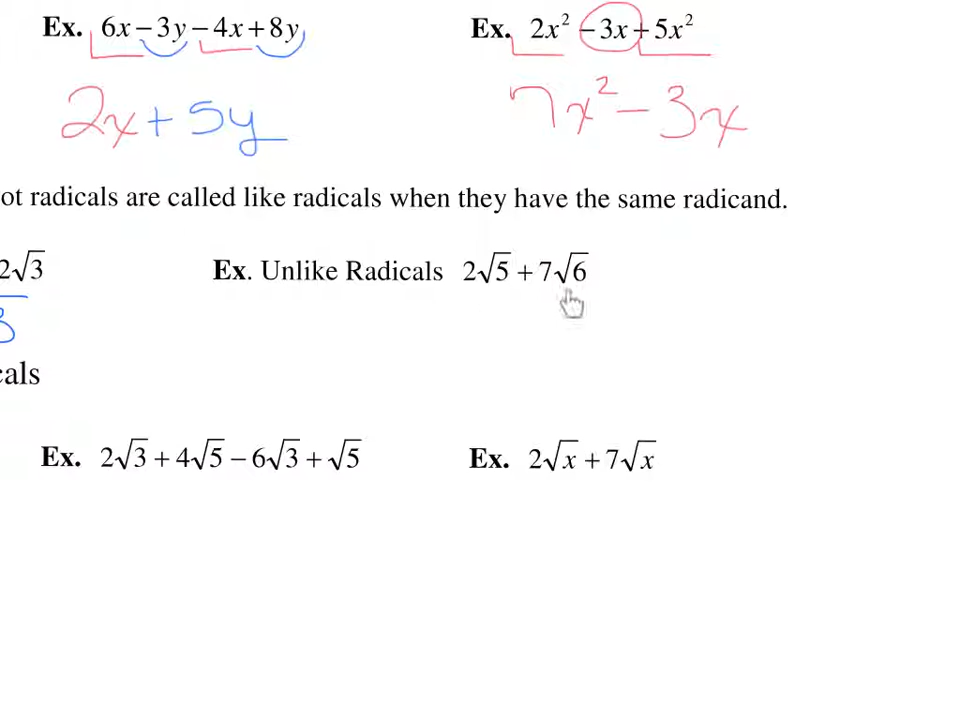 Ex. 6x − 3y − 4x + 8y
Ex. 2x² − 3x + 5x²
2x + 5y
7x² − 3x
ot radicals are called like radicals when they have the same radicand.
2√3
Ex. Unlike Radicals 2√5 + 7√6
3
cals
Ex. 2√3 + 4√5 − 6√3 + √5
Ex. 2√x + 7√x